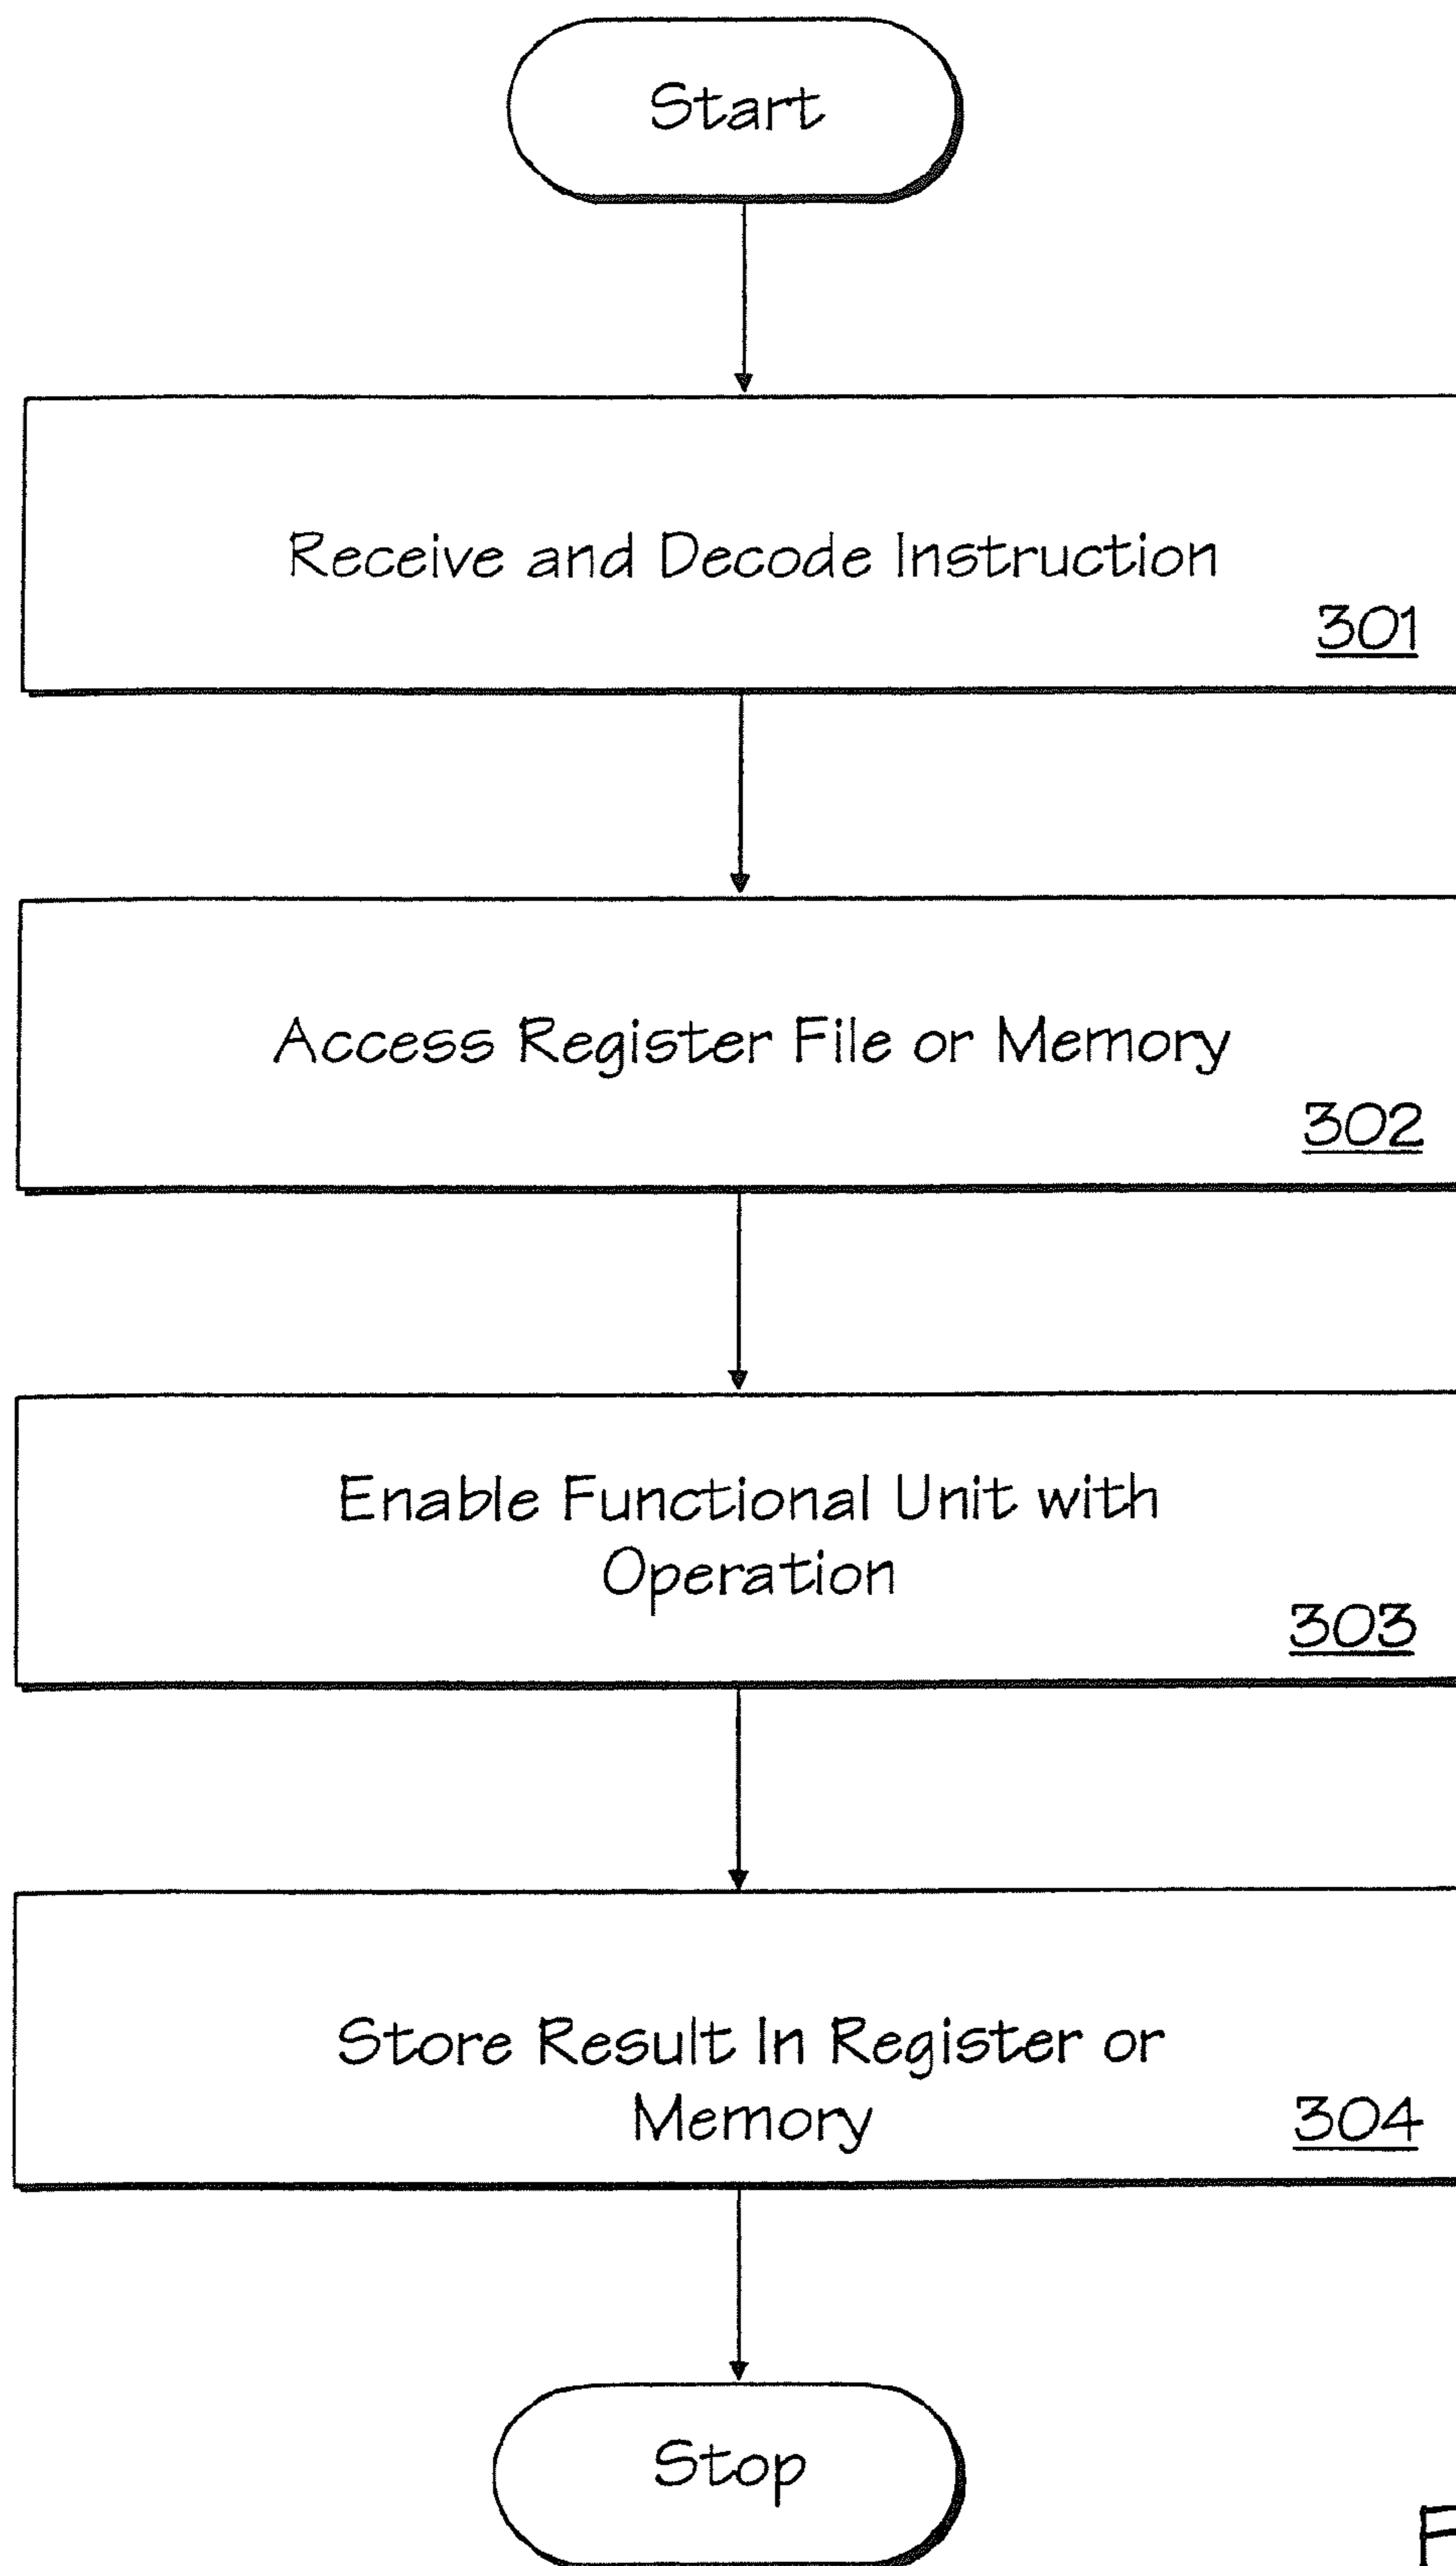 Start
Receive and Decode Instruction
301
Access Register File or Memory
302
Enable Functional Unit with
Operation
303
Store Result In Register or
Memory
304
Stop